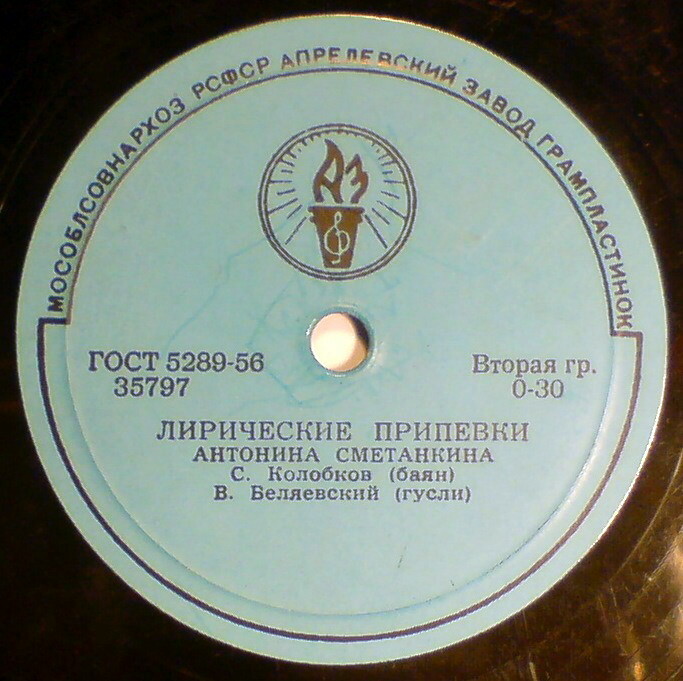 МОСОБЛСОВНАРХОЗ РСФСР АПРЕЛЕВСКИЙ ЗАВОД ГРАМПЛАСТИНОК
АЗ
ГОСТ 5289-56
35797
Вторая гр.
0-30
ЛИРИЧЕСКИЕ ПРИПЕВКИ
АНТОНИНА СМЕТАНКИНА
С. Колобков (баян)
В. Беляевский (гусли)